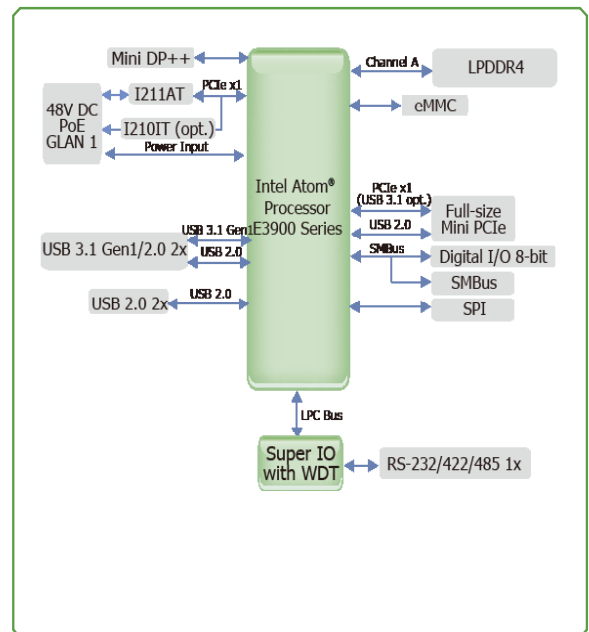 Mini DP++
Channel A
LPDDR4
PCIe x1
I211AT
eMMC
48V DC
PoE
GLAN 1
I210IT (opt.)
Power Input
Intel Atom®
Processor
E3900 Series
PCIe x1
(USB 3.1 opt.)
Full-size
Mini PCIe
USB 2.0
USB 3.1 Gen1
USB 3.1 Gen1/2.0 2x
USB 2.0
SMBus
Digital I/O 8-bit
SMBus
USB 2.0
USB 2.0 2x
SPI
LPC Bus
Super IO
with WDT
RS-232/422/485 1x